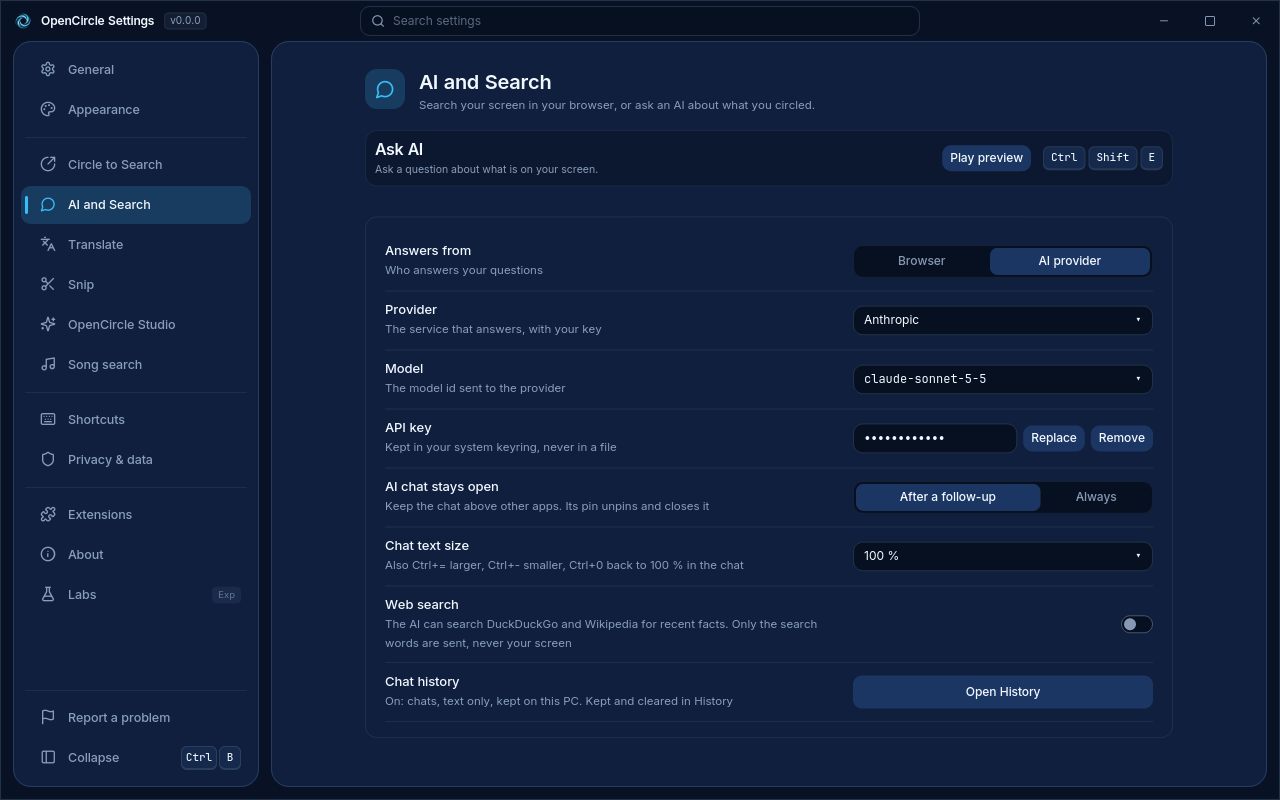 OpenCircle Settings v0.0.0
Search settings
General
Appearance
Circle to Search
AI and Search
Translate
Snip
OpenCircle Studio
Song search
Shortcuts
Privacy & data
Extensions
About
Labs Exp
Report a problem
Collapse Ctrl B
AI and Search
Search your screen in your browser, or ask an AI about what you circled.
Ask AI
Ask a question about what is on your screen.
Play preview Ctrl Shift E
Answers from
Who answers your questions
Browser AI provider
Provider
The service that answers, with your key
Anthropic
Model
The model id sent to the provider
claude-sonnet-5-5
API key
Kept in your system keyring, never in a file
•••••••••••• Replace Remove
AI chat stays open
Keep the chat above other apps. Its pin unpins and closes it
After a follow-up Always
Chat text size
Also Ctrl+= larger, Ctrl+- smaller, Ctrl+0 back to 100 % in the chat
100 %
Web search
The AI can search DuckDuckGo and Wikipedia for recent facts. Only the search
words are sent, never your screen
Chat history
On: chats, text only, kept on this PC. Kept and cleared in History
Open History